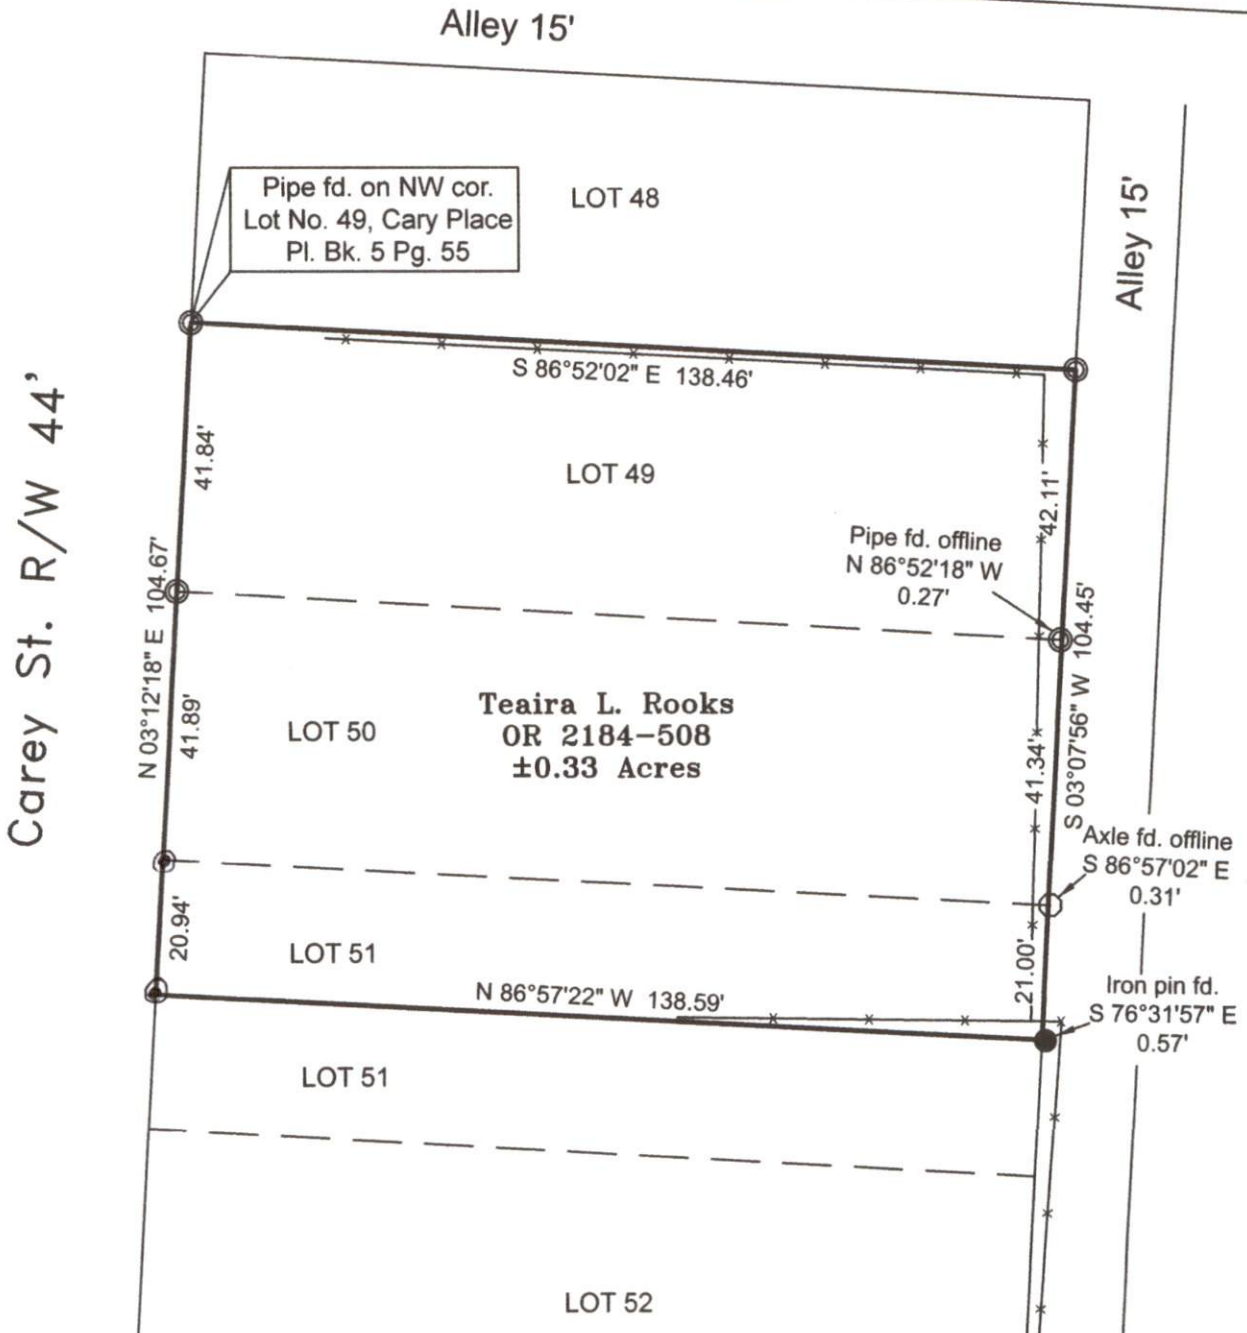 Alley 15'
Pipe fd. on NW cor.
Lot No. 49, Cary Place
Pl. Bk. 5 Pg. 55
LOT 48
Alley 15'
S 86°52'02" E 138.46'
Carey St. R/W 44'
41.84'
LOT 49
42.11'
Pipe fd. offline
N 86°52'18" W
0.27'
N 03°12'18" E 104.67'
S 03°07'56" W 104.45'
Teaira L. Rooks
OR 2184-508
±0.33 Acres
LOT 50
41.89'
41.34'
Axle fd. offline
S 86°57'02" E
0.31'
20.94'
LOT 51
21.00'
N 86°57'22" W 138.59'
Iron pin fd.
S 76°31'57" E
0.57'
LOT 51
LOT 52